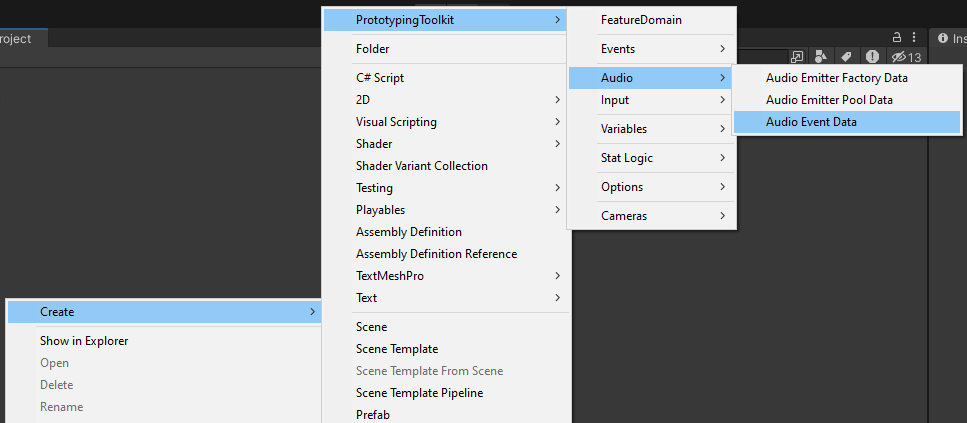 roject
Ins
13
Create
Show in Explorer
Open
Delete
Rename
PrototypingToolkit
Folder
C# Script
2D
Visual Scripting
Shader
Shader Variant Collection
Testing
Playables
Assembly Definition
Assembly Definition Reference
TextMeshPro
Text
Scene
Scene Template
Scene Template From Scene
Scene Template Pipeline
Prefab
FeatureDomain
Events
Audio
Input
Variables
Stat Logic
Options
Cameras
Audio Emitter Factory Data
Audio Emitter Pool Data
Audio Event Data